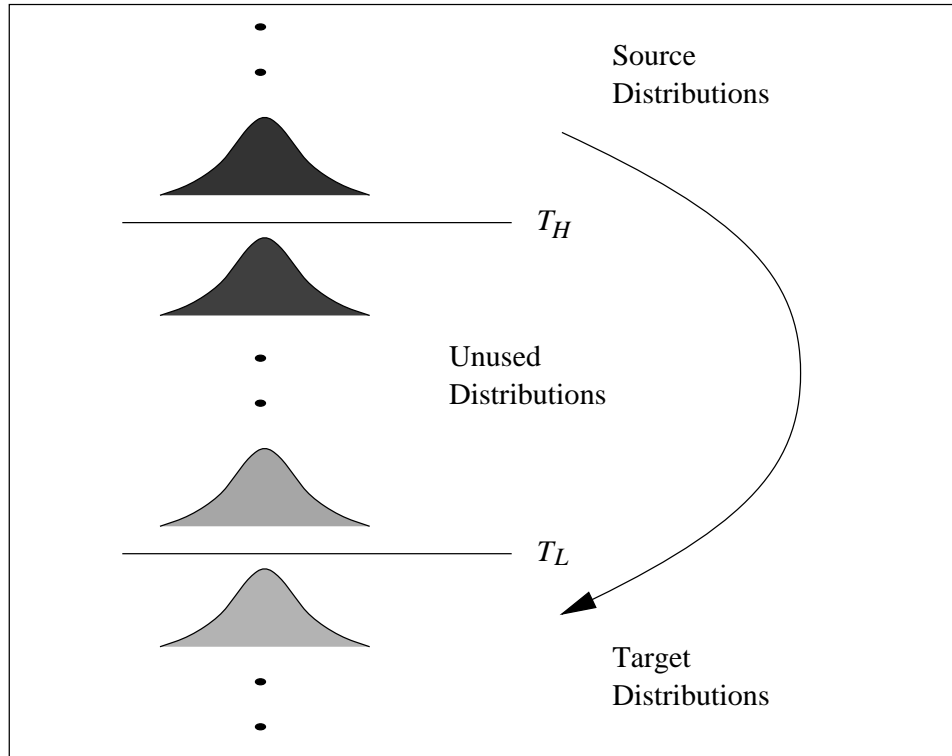 Source
Distributions
T_H
Unused
Distributions
T_L
Target
Distributions